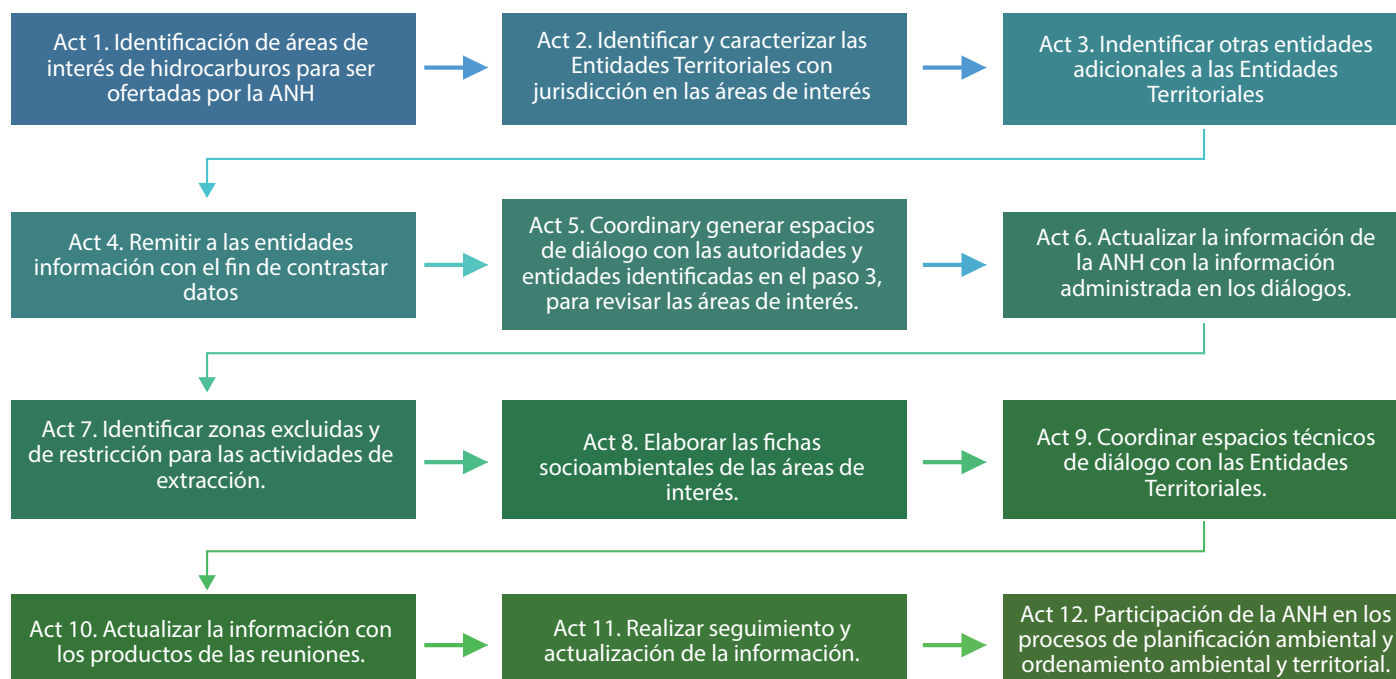 Act 1. Identificación de áreas de
interés de hidrocarburos para ser
ofertadas por la ANH
Act 2. Identificar y caracterizar las
Entidades Territoriales con
jurisdicción en las áreas de interés
Act 3. Indentificar otras entidades
adicionales a las Entidades
Territoriales
Act 4. Remitir a las entidades
información con el fin de contrastar
datos
Act 5. Coordinary generar espacios
de diálogo con las autoridades y
entidades identificadas en el paso 3,
para revisar las áreas de interés.
Act 6. Actualizar la información de
la ANH con la información
administrada en los diálogos.
Act 7. Identificar zonas excluidas y
de restricción para las actividades de
extracción.
Act 8. Elaborar las fichas
socioambientales de las áreas de
interés.
Act 9. Coordinar espacios técnicos
de diálogo con las Entidades
Territoriales.
Act 10. Actualizar la información con
los productos de las reuniones.
Act 11. Realizar seguimiento y
actualización de la información.
Act 12. Participación de la ANH en los
procesos de planificación ambiental y
ordenamiento ambiental y territorial.